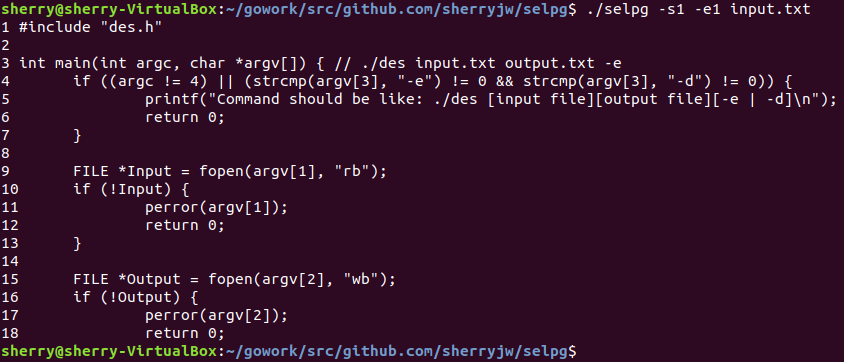 sherry@sherry-VirtualBox:~/gowork/src/github.com/sherryjw/selpg$ ./selpg -s1 -e1 input.txt
1 #include "des.h"
2
3 int main(int argc, char *argv[]) { // ./des input.txt output.txt -e
4       if ((argc != 4) || (strcmp(argv[3], "-e") != 0 && strcmp(argv[3], "-d") != 0)) {
5               printf("Command should be like: ./des [input file][output file][-e | -d]\n");
6               return 0;
7       }
8
9       FILE *Input = fopen(argv[1], "rb");
10      if (!Input) {
11              perror(argv[1]);
12              return 0;
13      }
14
15      FILE *Output = fopen(argv[2], "wb");
16      if (!Output) {
17              perror(argv[2]);
18              return 0;
sherry@sherry-VirtualBox:~/gowork/src/github.com/sherryjw/selpg$